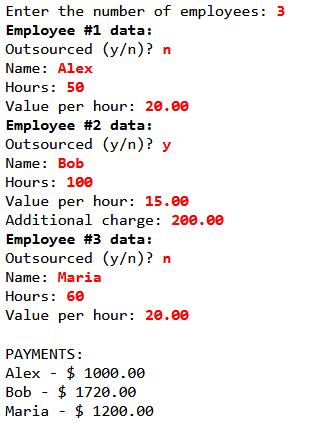 Enter the number of employees: 3
Employee #1 data:
Outsourced (y/n)? n
Name: Alex
Hours: 50
Value per hour: 20.00
Employee #2 data:
Outsourced (y/n)? y
Name: Bob
Hours: 100
Value per hour: 15.00
Additional charge: 200.00
Employee #3 data:
Outsourced (y/n)? n
Name: Maria
Hours: 60
Value per hour: 20.00
PAYMENTS:
Alex - $ 1000.00
Bob - $ 1720.00
Maria - $ 1200.00